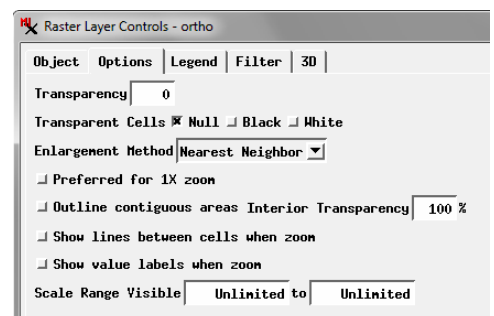 Raster Layer Controls - ortho
Object Options Legend Filter 3D
Transparency 0
Transparent Cells Null Black White
Enlargement Method Nearest Neighbor
Preferred for 1X zoom
Outline contiguous areas Interior Transparency 100 %
Show lines between cells when zoom
Show value labels when zoom
Scale Range Visible Unlimited to Unlimited